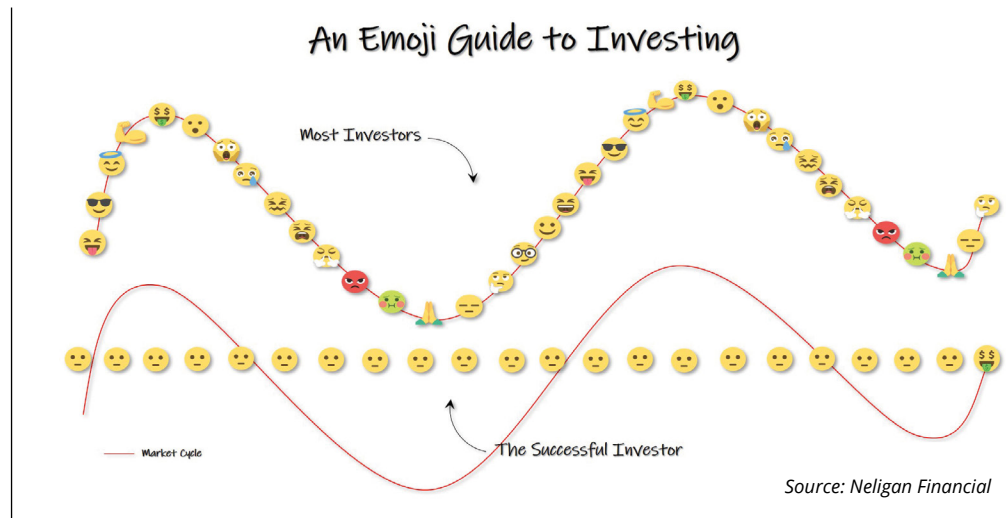 An Emoji Guide to Investing
Most Investors
The Successful Investor
Market Cycle
Source: Neligan Financial